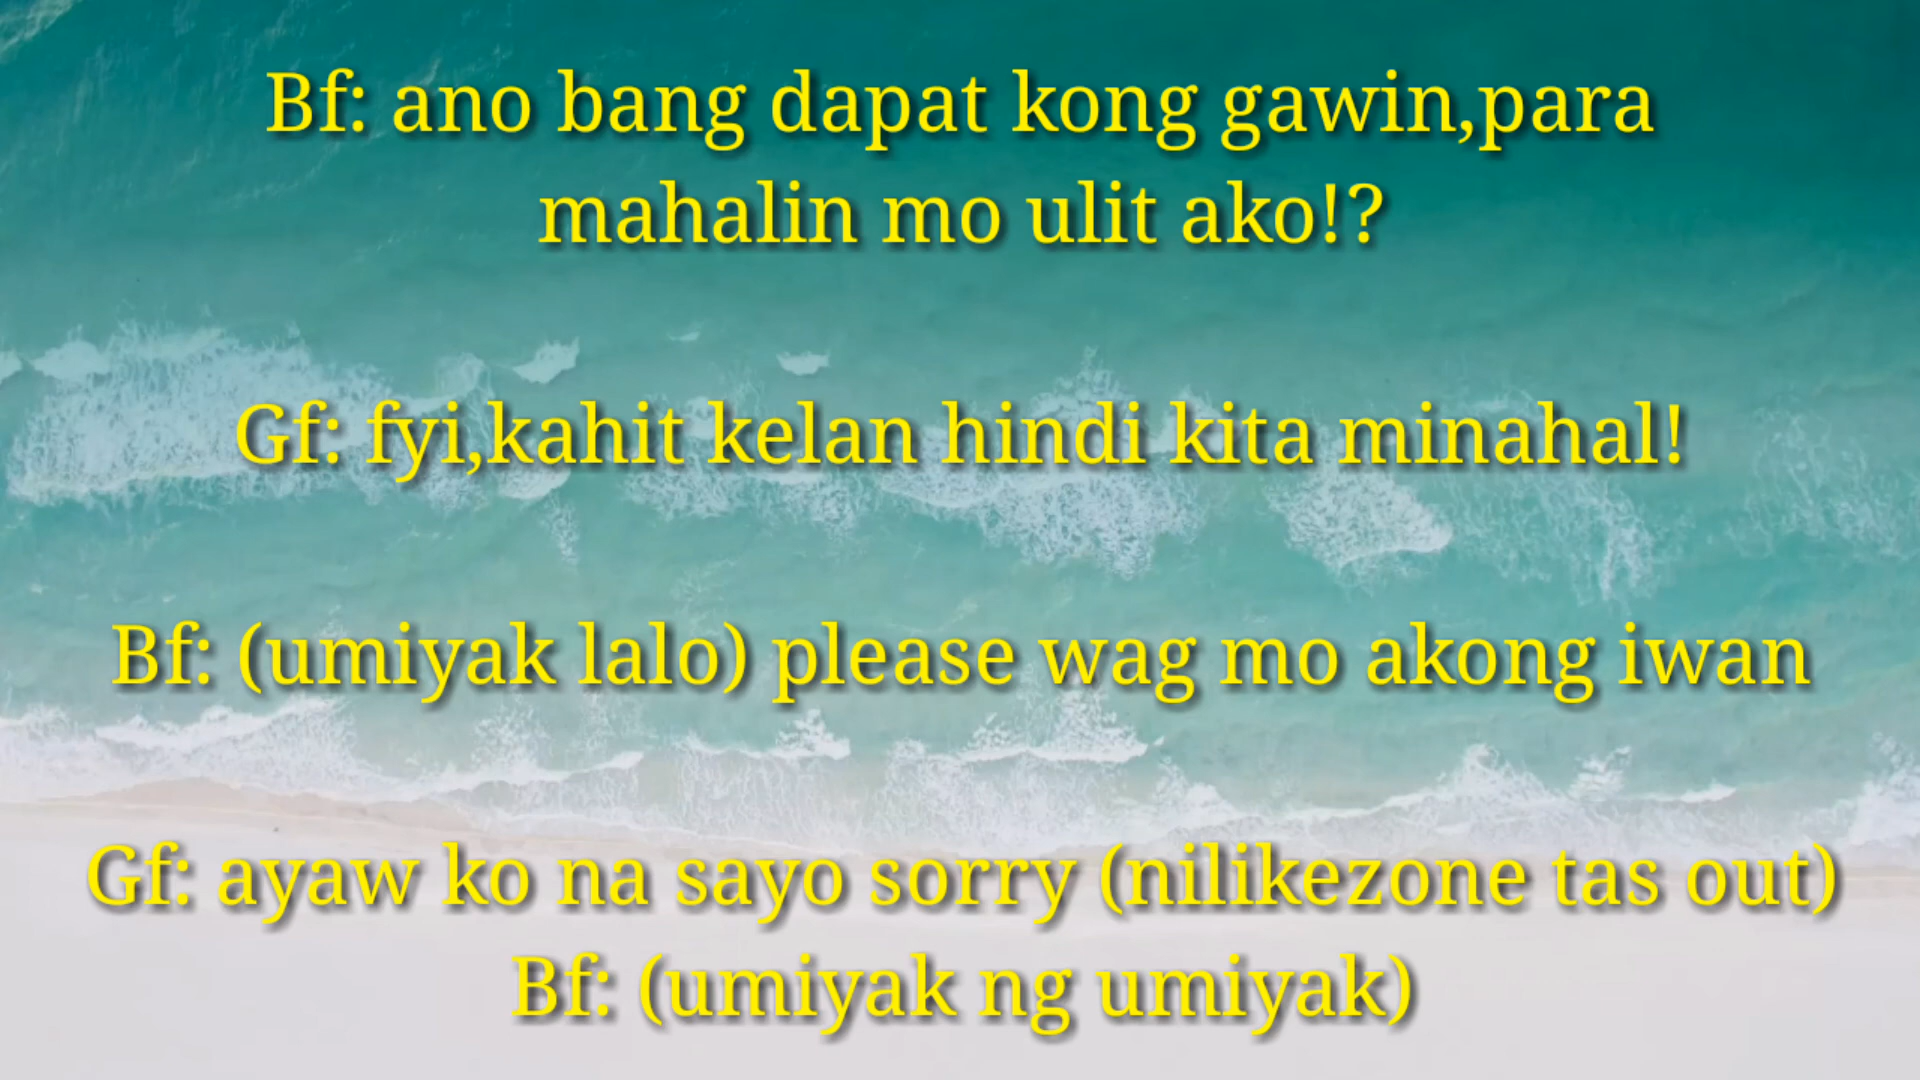 Bf: ano bang dapat kong gawin,para
mahalin mo ulit ako!?
Gf: fyi,kahit kelan hindi kita minahal!
Bf: (umiyak lalo) please wag mo akong iwan
Gf: ayaw ko na sayo sorry (nilikezone tas out)
Bf: (umiyak ng umiyak)